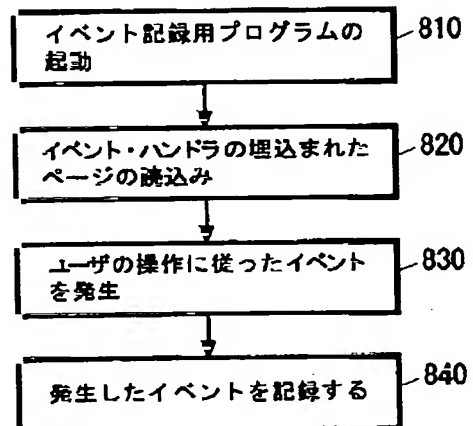 イベント記録用プログラムの
起動
810
イベント・ハンドラの埋込まれた
ページの読込み
820
ユーザの操作に従ったイベント
を発生
830
発生したイベントを記録する
840